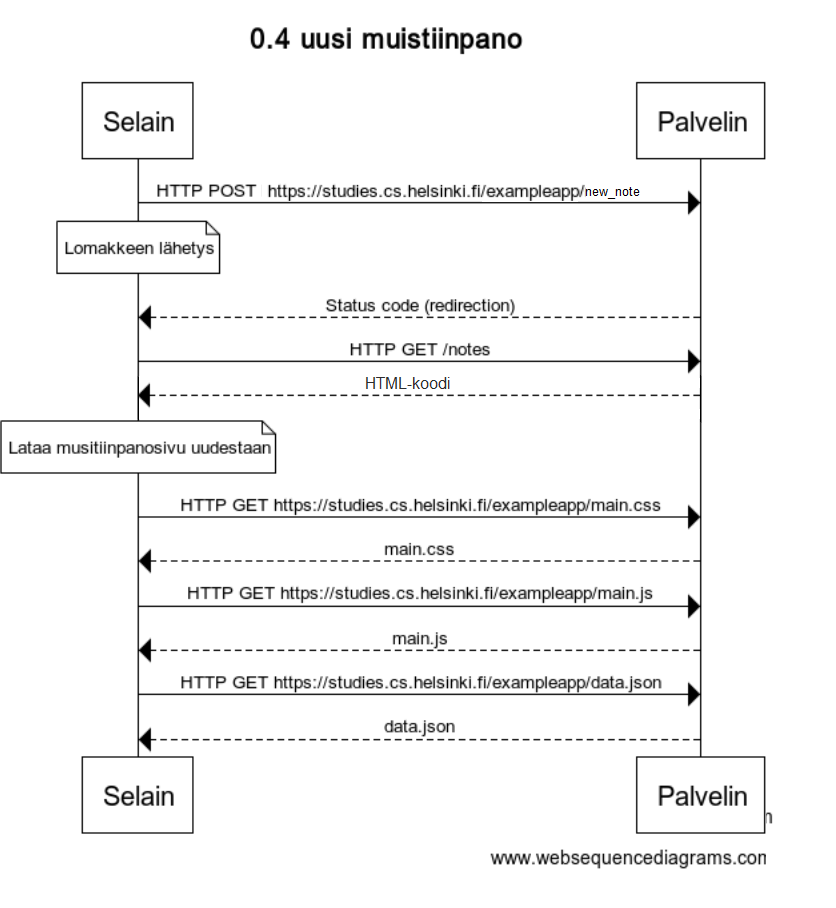 0.4 uusi muistiinpano
Selain Palvelin
HTTP POST https://studies.cs.helsinki.fi/exampleapp/new_note
Lomakkeen lähetys
Status code (redirection)
HTTP GET /notes
HTML-koodi
Lataa musitiinpanosivu uudestaan
HTTP GET https://studies.cs.helsinki.fi/exampleapp/main.css
main.css
HTTP GET https://studies.cs.helsinki.fi/exampleapp/main.js
main.js
HTTP GET https://studies.cs.helsinki.fi/exampleapp/data.json
data.json
Selain Palvelin
www.websequencediagrams.com